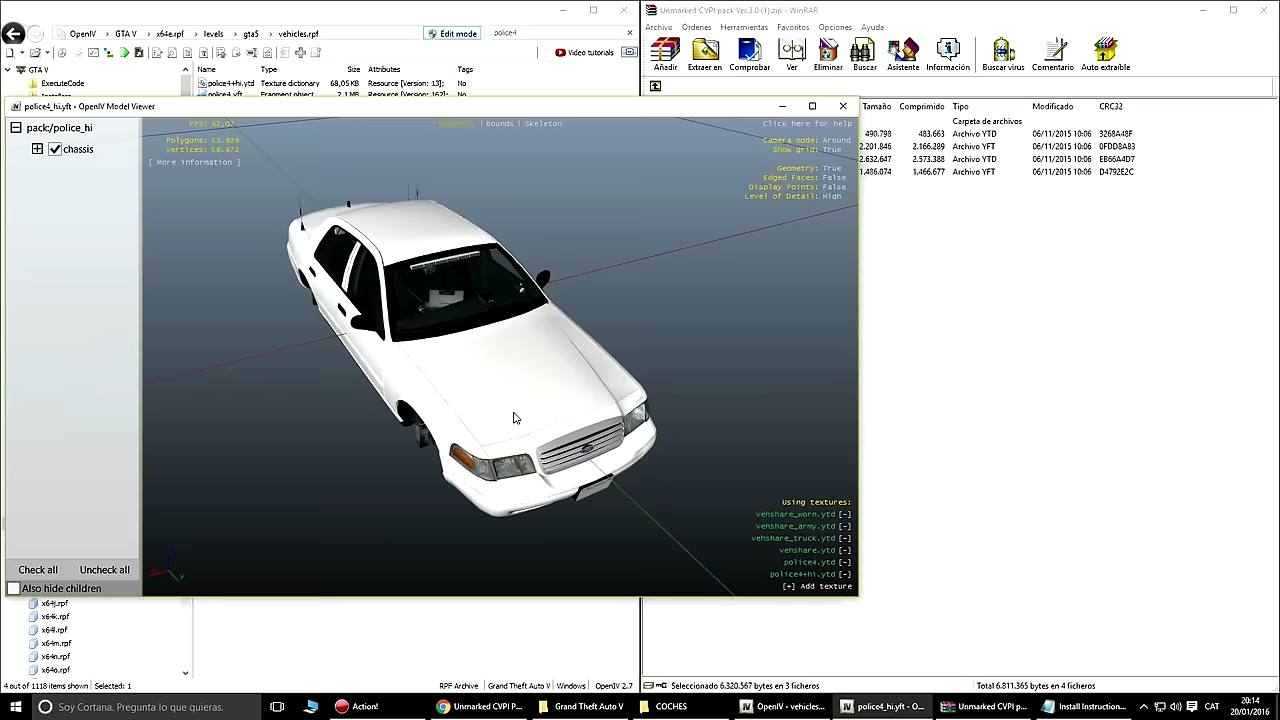 OpenIV
GTA V
x64e.rpf
levels
gta5
vehicles.rpf
Edit mode
police4
Video tutorials
GTA V
ExecuteCode
Name
Type
Size
Attributes
Tags
police4+hi.ytd
Texture dictionary
68,05 KB
Resource [Version: 13];
No
police4.yft
Fragment object
2,1 MB
Resource [Version: 162];
No
Unmarked CVPI pack Ver.3.0 (1).zip - WinRAR
Archivo
Órdenes
Herramientas
Favoritos
Opciones
Ayuda
Añadir
Extraer en
Comprobar
Ver
Eliminar
Buscar
Asistente
Información
Buscar virus
Comentario
Auto extraible
Tamaño
Comprimido
Tipo
Modificado
CRC32
Carpeta de archivos
490.798
483.663
Archivo YTD
06/11/2015 10:06
3268A48F
2.201.846
2.166.289
Archivo YFT
06/11/2015 10:06
0FDD8A83
2.632.647
2.573.388
Archivo YTD
06/11/2015 10:06
EB66A4D7
1.486.074
1.466.677
Archivo YFT
06/11/2015 10:06
D4792E2C
police4_hi.yft - OpenIV Model Viewer
pack/police_hi
chassis
Check all
Uncheck all
Also hide children
FPS: 62,02
Polygons: 53.929
Vertices: 58.872
[ More information ]
| Bounds | Skeleton
Click here for help
Camera mode: Around
Show grid: True
Geometry: True
Edged Faces: False
Display Points: False
Level of Detail: High
Using textures:
vehshare_worn.ytd [-]
vehshare_army.ytd [-]
vehshare_truck.ytd [-]
vehshare.ytd [-]
police4.ytd [-]
police4+hi.ytd [-]
[+] Add texture
x64j.rpf
x64k.rpf
x64l.rpf
x64m.rpf
x64n.rpf
x64o.rpf
4 out of 1118 items shown
Selected: 1
RPF Archive
Grand Theft Auto V
Windows
OpenIV 2.7
Seleccionado 6.320.567 bytes en 3 ficheros
Total 6.811.365 bytes en 4 ficheros
Soy Cortana. Pregunta lo que quieras.
Action!
Unmarked CVPI P...
Grand Theft Auto V
COCHES
OpenIV - vehicles...
police4_hi.yft - O...
Unmarked CVPI p...
Install Instruction...
CAT
20:14
20/01/2016